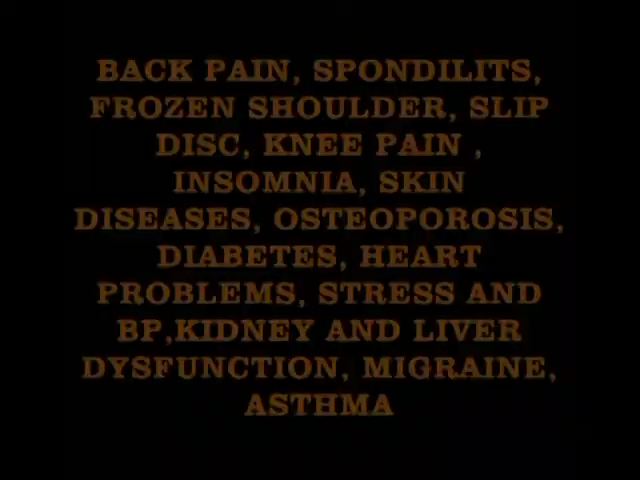 BACK PAIN, SPONDILITS,
FROZEN SHOULDER, SLIP
DISC, KNEE PAIN ,
INSOMNIA, SKIN
DISEASES, OSTEOPOROSIS,
DIABETES, HEART
PROBLEMS, STRESS AND
BP,KIDNEY AND LIVER
DYSFUNCTION, MIGRAINE,
ASTHMA